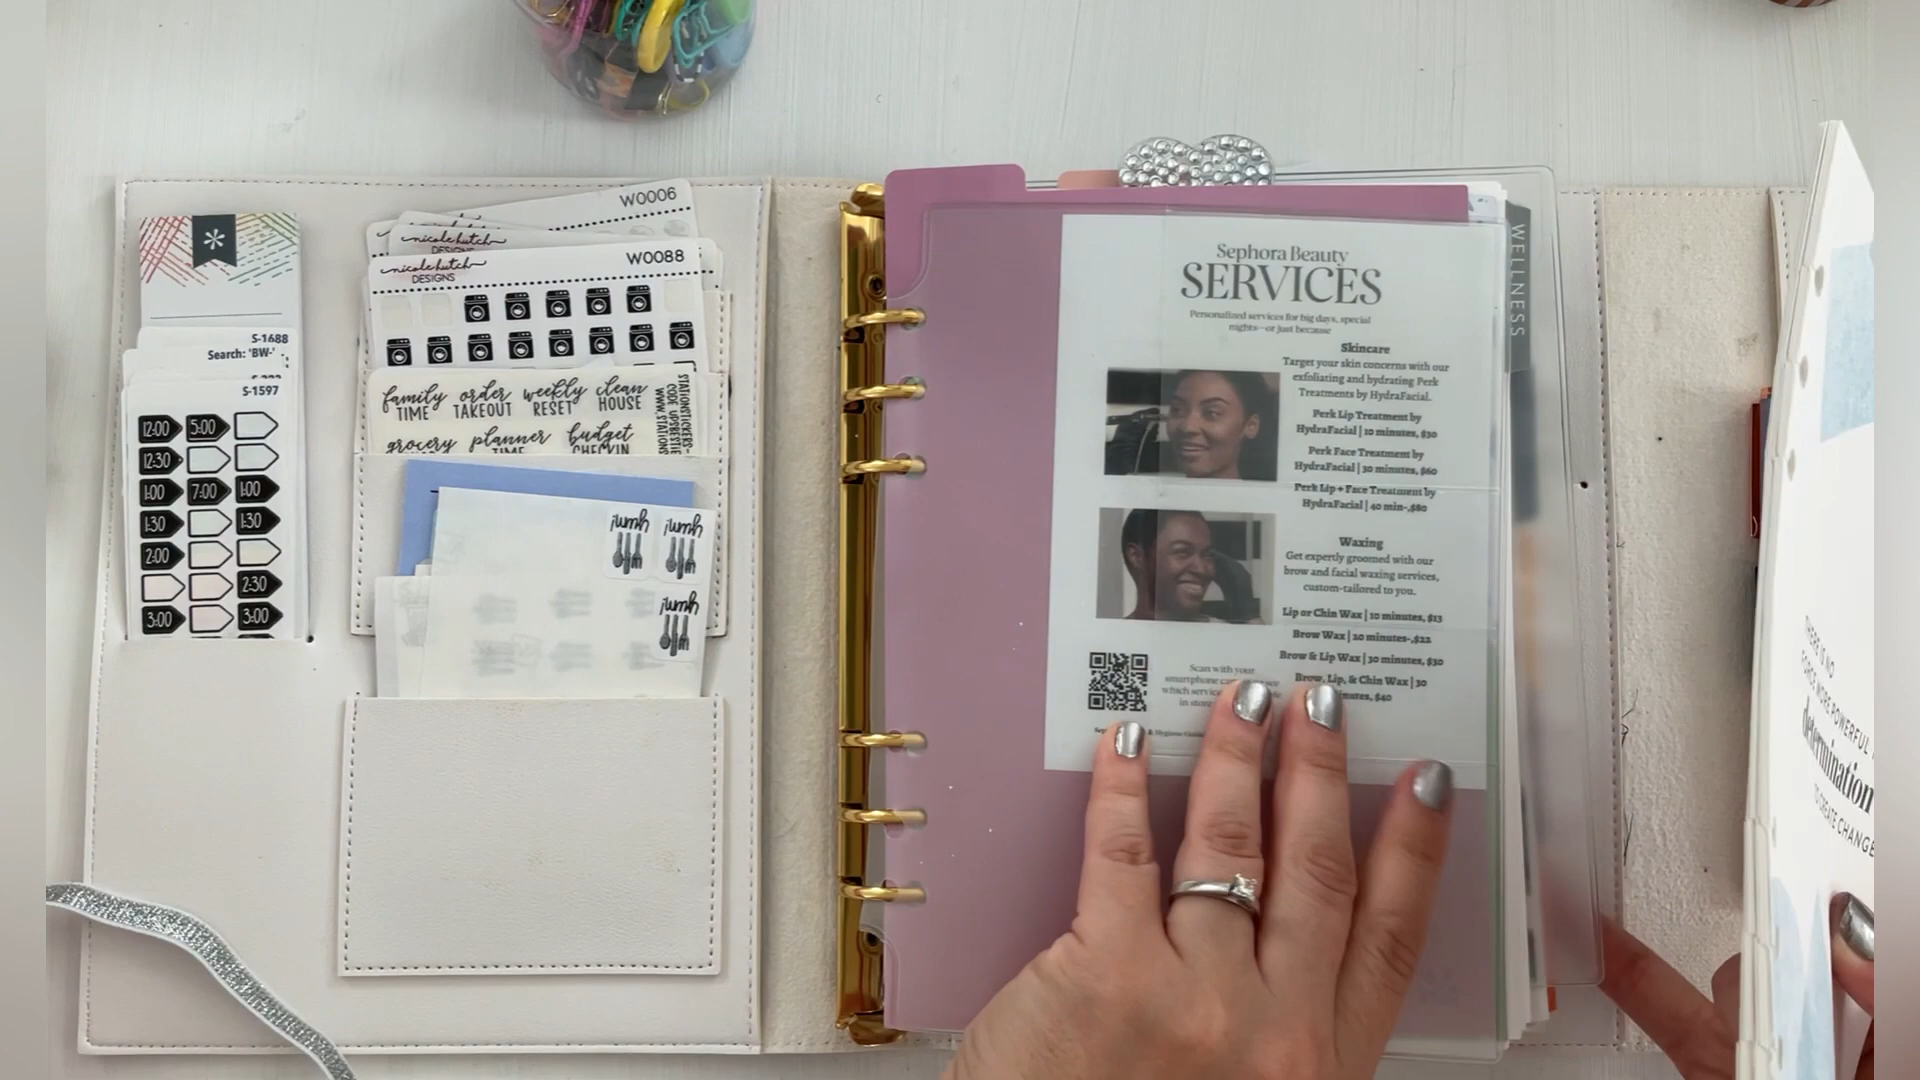 W0006
nicole hutch
DESIGNS
nicole hutch
DESIGNS
W0088
S-1688
Search: 'BW-'
S-1597
12:00 5:00
12:30
1:00 7:00 1:00
1:30 1:30
2:00
2:30
3:00 3:00
family TIME
order TAKEOUT
weekly RESET
clean HOUSE
grocery
planner TIME
budget CHECKIN
yum!
yum!
yum!
WELLNESS
Sephora Beauty
SERVICES
Personalized services for big days, special
nights—or just because
Skincare
Target your skin concerns with our
exfoliating and hydrating Perk
Treatments by HydraFacial.
Perk Lip Treatment by
HydraFacial | 10 minutes, $30
Perk Face Treatment by
HydraFacial | 30 minutes, $60
Perk Lip + Face Treatment by
HydraFacial | 40 min-,$80
Waxing
Get expertly groomed with our
brow and facial waxing services,
custom-tailored to you.
Lip or Chin Wax | 10 minutes, $13
Brow Wax | 20 minutes-,$22
Brow & Lip Wax | 30 minutes, $30
Brow, Lip, & Chin Wax | 30
$40
Scan with your
smartphone
which
in
THERE IS NO
FORCE MORE POWERFUL
determination
TO CREATE CHANGE